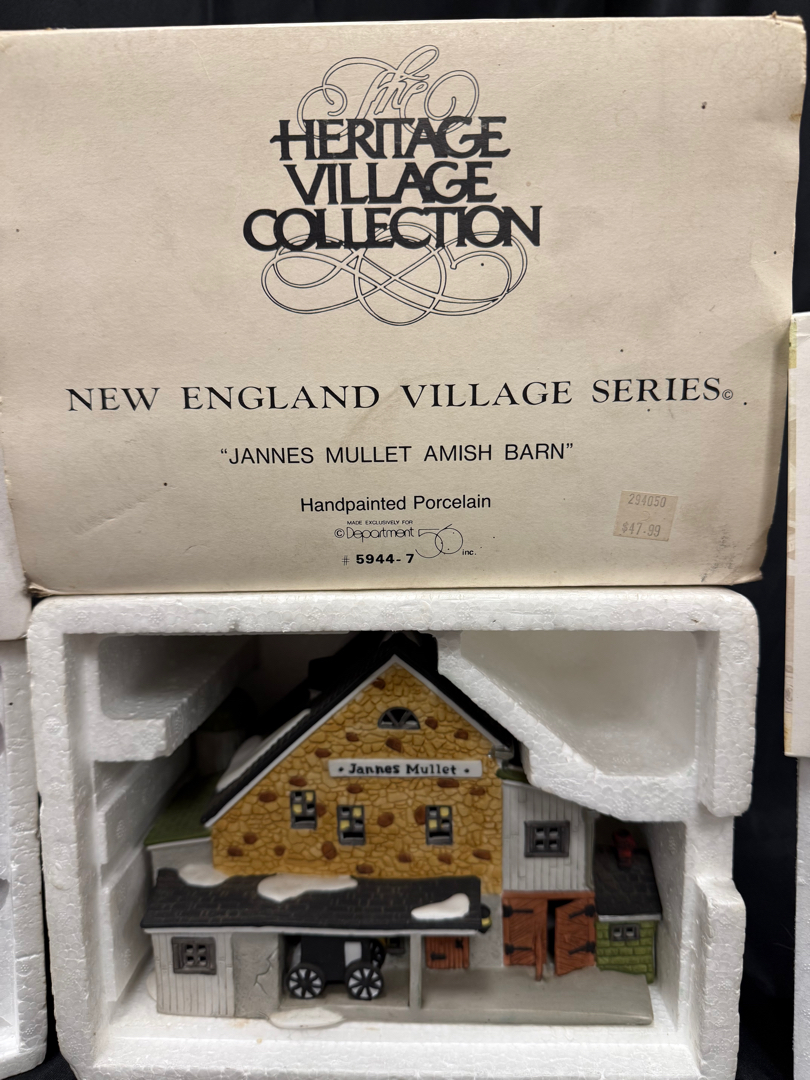 The
HERITAGE
VILLAGE
COLLECTION
NEW ENGLAND VILLAGE SERIES©
"JANNES MULLET AMISH BARN"
Handpainted Porcelain
MADE EXCLUSIVELY FOR
© Department 56 inc.
# 5944-7
294050
$47.99
• Jannes Mullet •